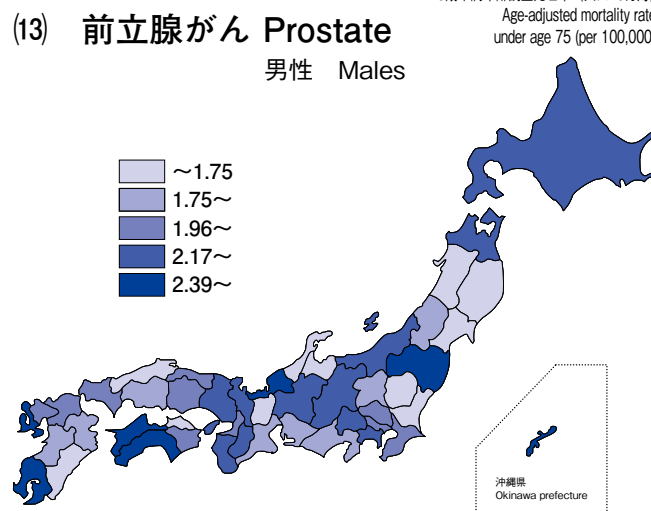 ⒀ 前立腺がん Prostate
男性 Males
Age-adjusted mortality rate
under age 75 (per 100,000
～1.75
1.75～
1.96～
2.17～
2.39～
沖縄県
Okinawa prefecture